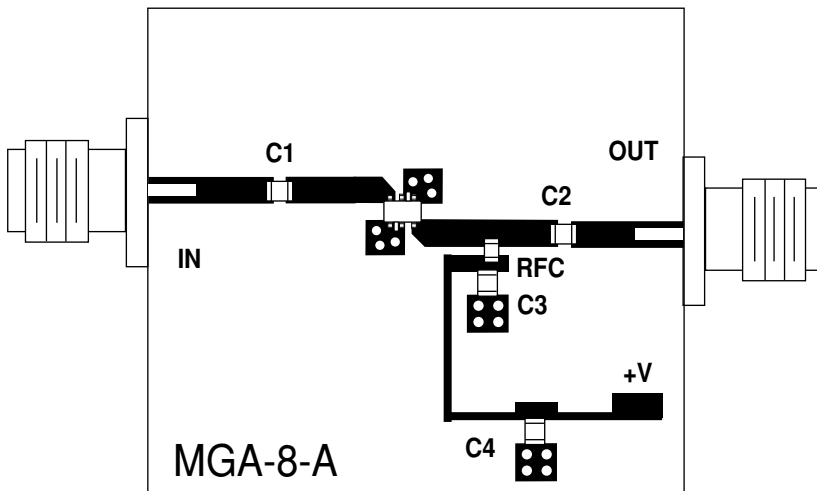 C1
OUT
C2
IN
RFC
C3
+V
C4
MGA-8-A